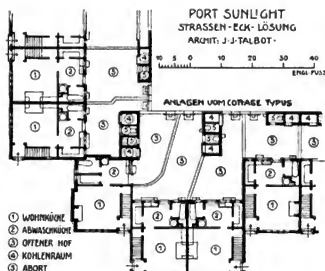 PORT SUNLIGHT
STRASSEN-ECK-LÖSUNG
ARCHIT: J.J.TALBOT.
10 5 0 10 20 30 40
ENGL. FUSS
ANLAGEN VOM COTTAGE TYPUS
① WOHNKÜCHE
② ABWASCHKÜCHE
③ OFFENER HOF
④ KOHLENRAUM
⑤ ABORT